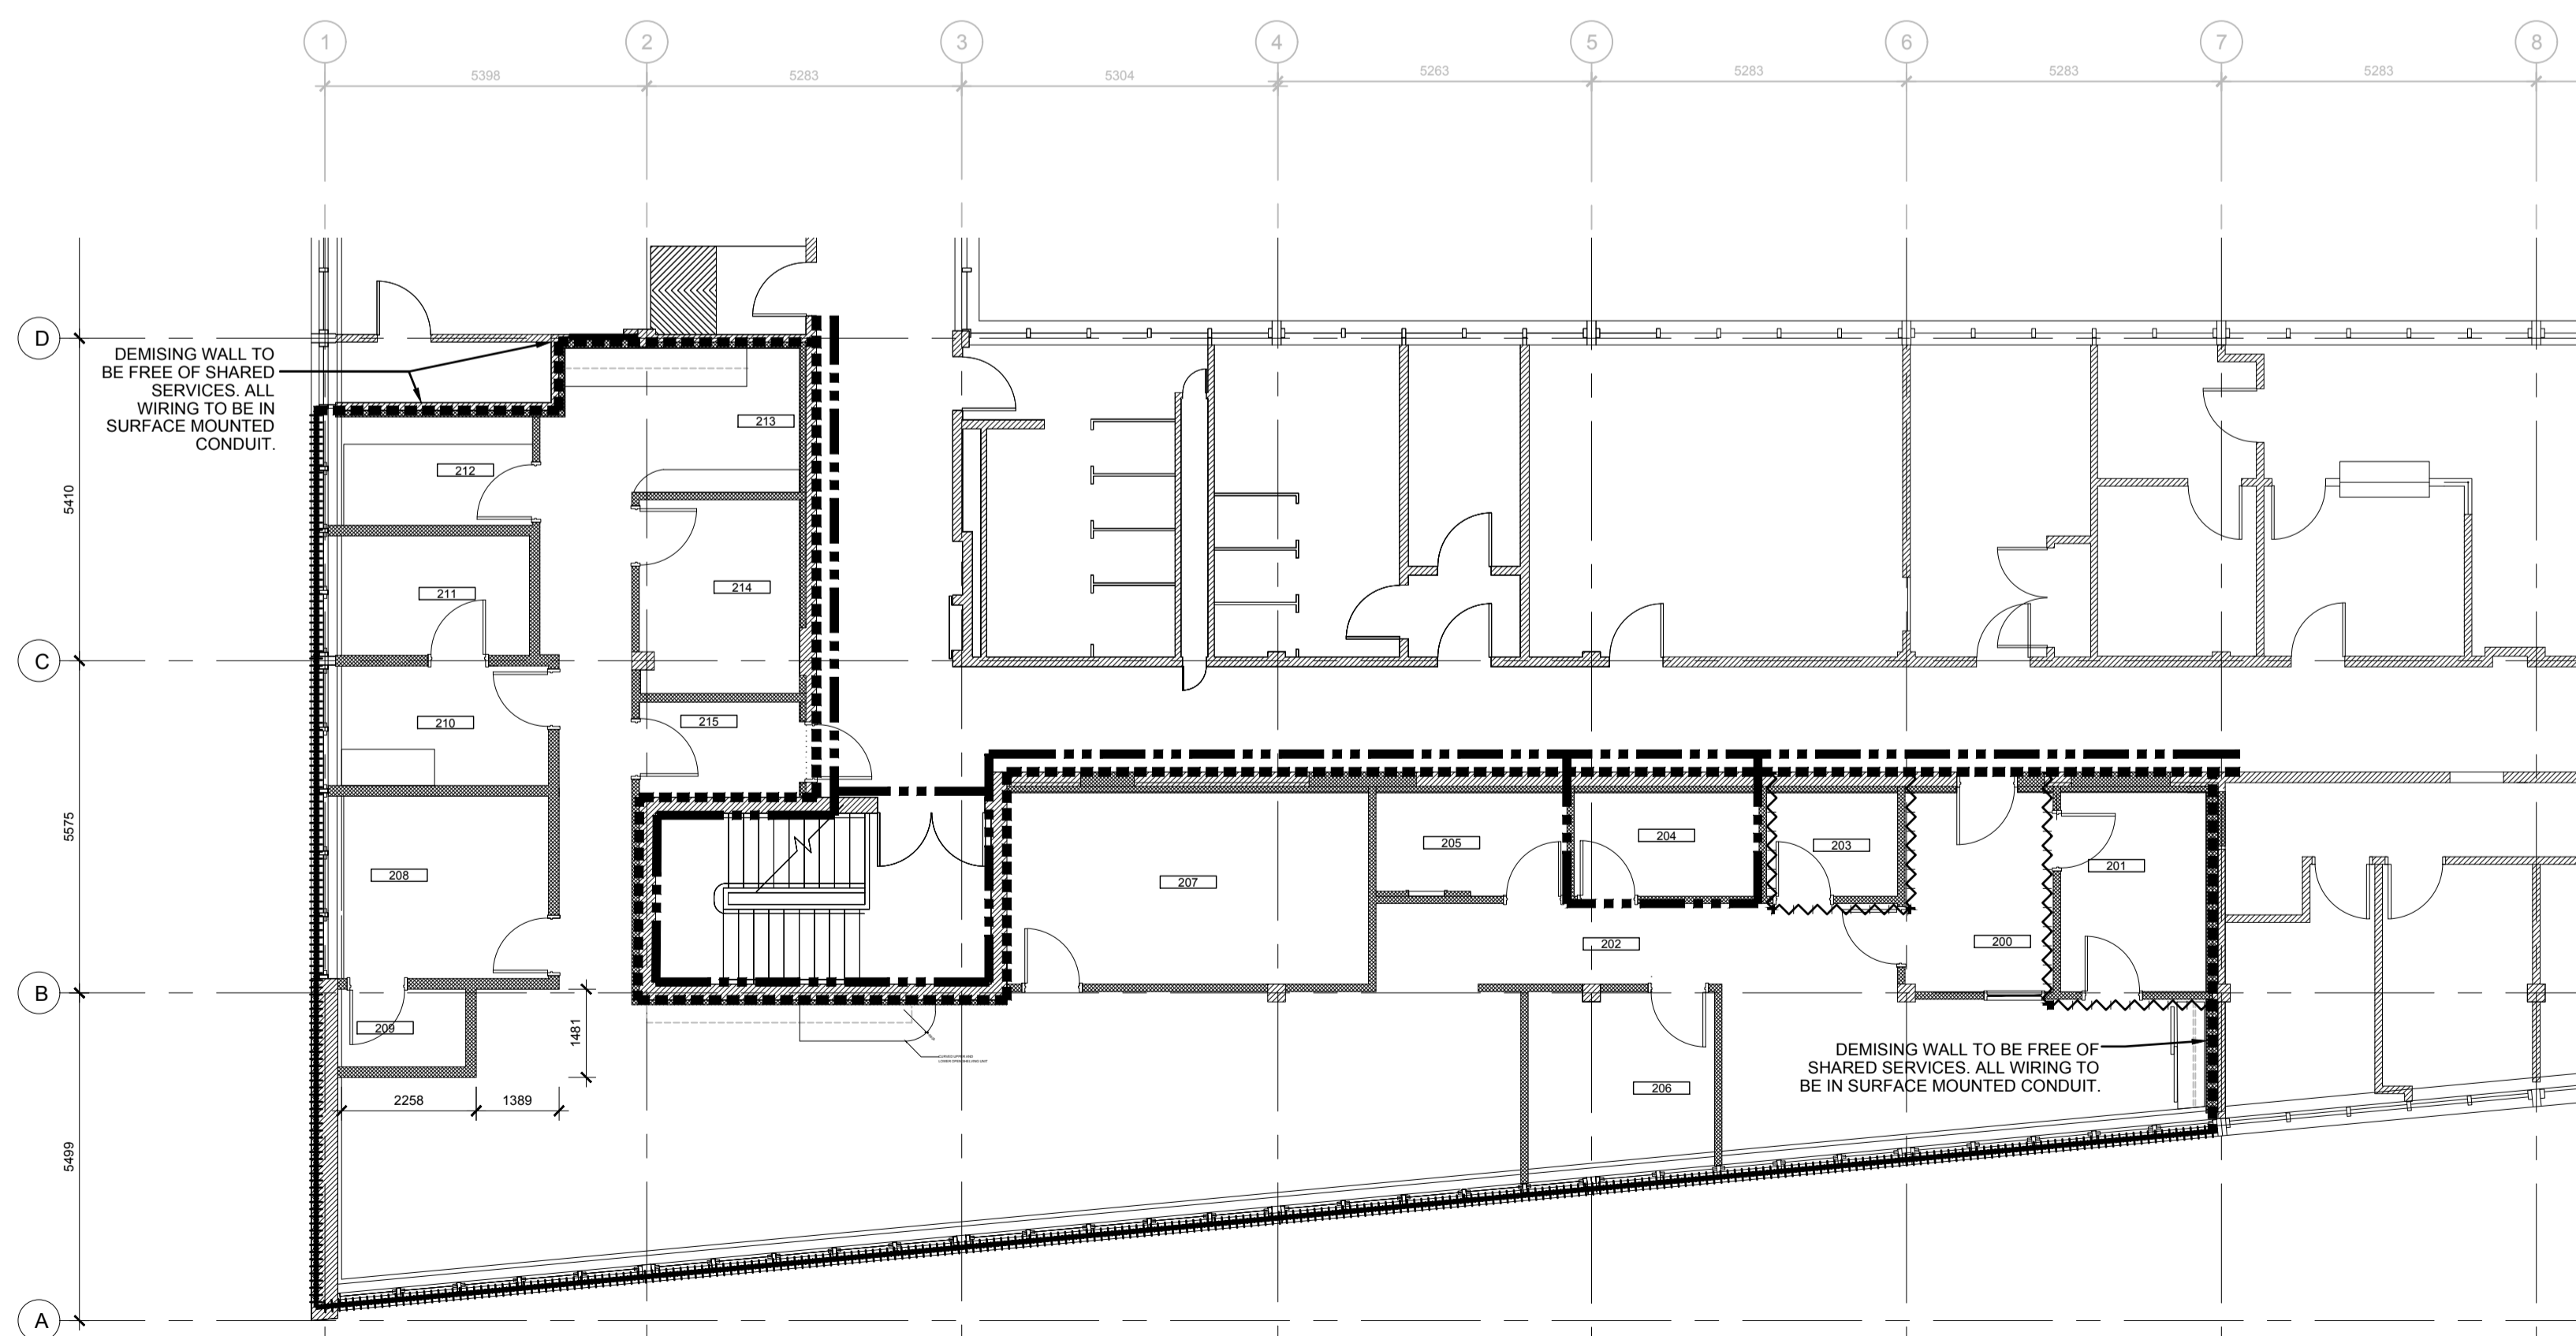 1
2
3
4
5
6
7
8
5398
5283
5304
5263
5283
5283
5283
D
DEMISING WALL TO
BE FREE OF SHARED
SERVICES. ALL
WIRING TO BE IN
SURFACE MOUNTED
CONDUIT.
213
212
5410
214
211
C
215
210
5575
205
204
203
201
208
207
202
200
B
209
1481
CURVED UPPER AND
DEMISING WALL TO BE FREE OF
SHARED SERVICES. ALL WIRING TO
BE IN SURFACE MOUNTED CONDUIT.
206
2258
1389
5499
A